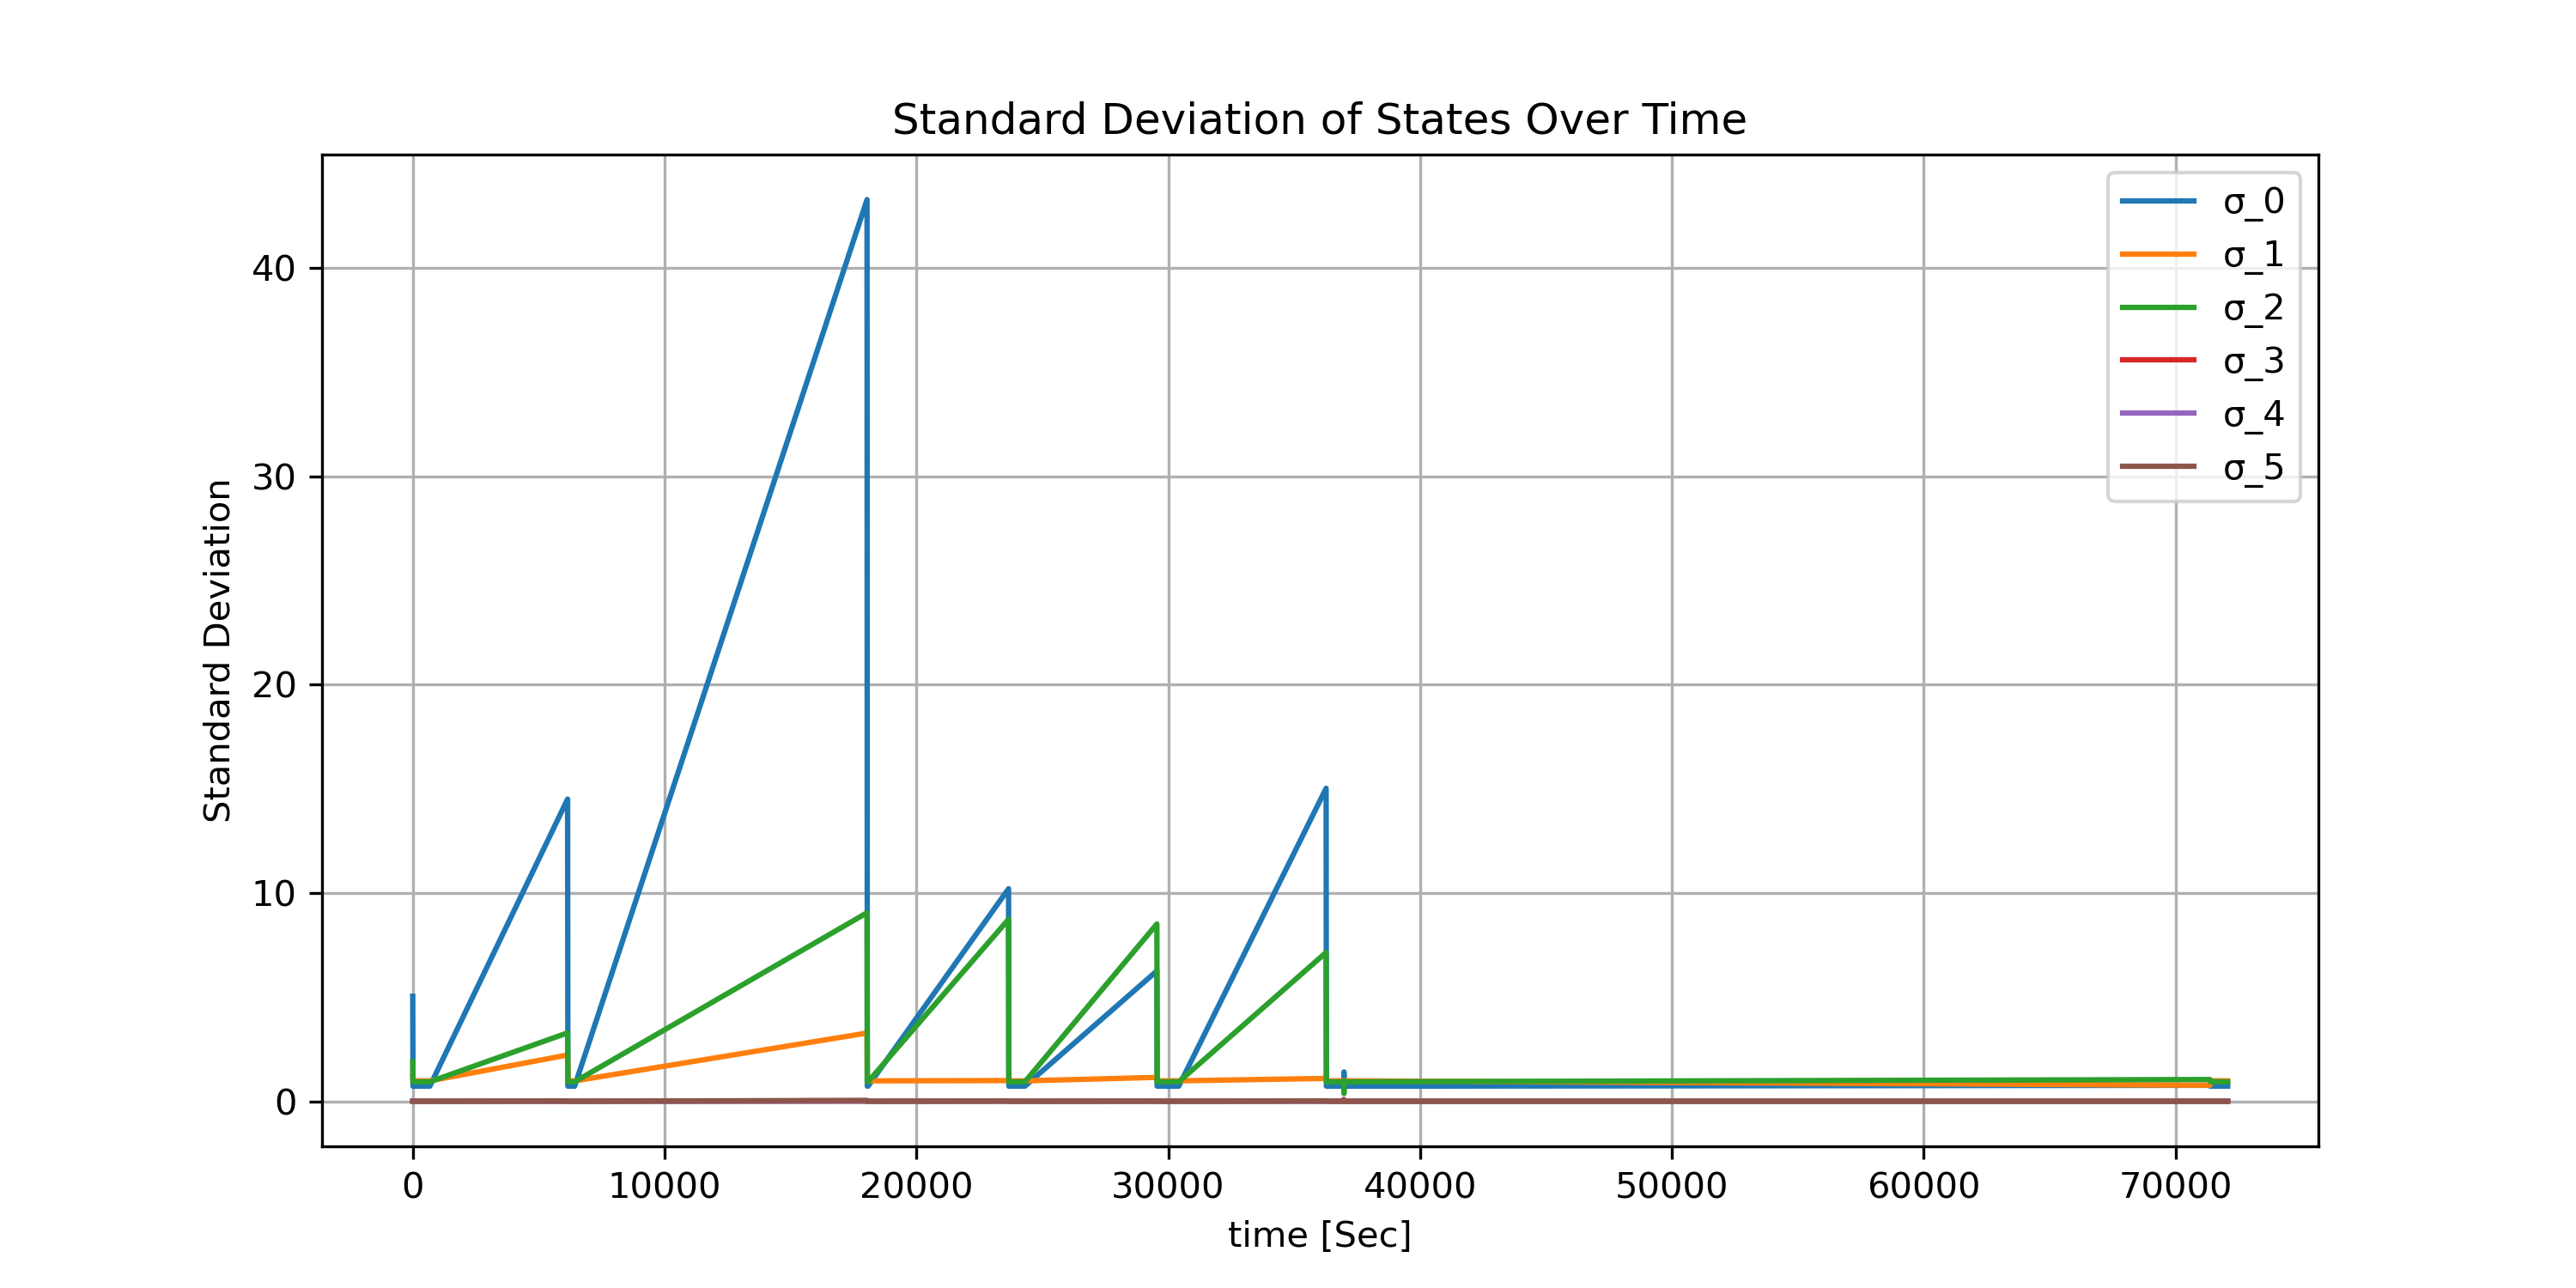 Standard Deviation of States Over Time
σ_0
σ_1
σ_2
σ_3
σ_4
σ_5
40
30
20
10
0
Standard Deviation
0 10000 20000 30000 40000 50000 60000 70000
time [Sec]